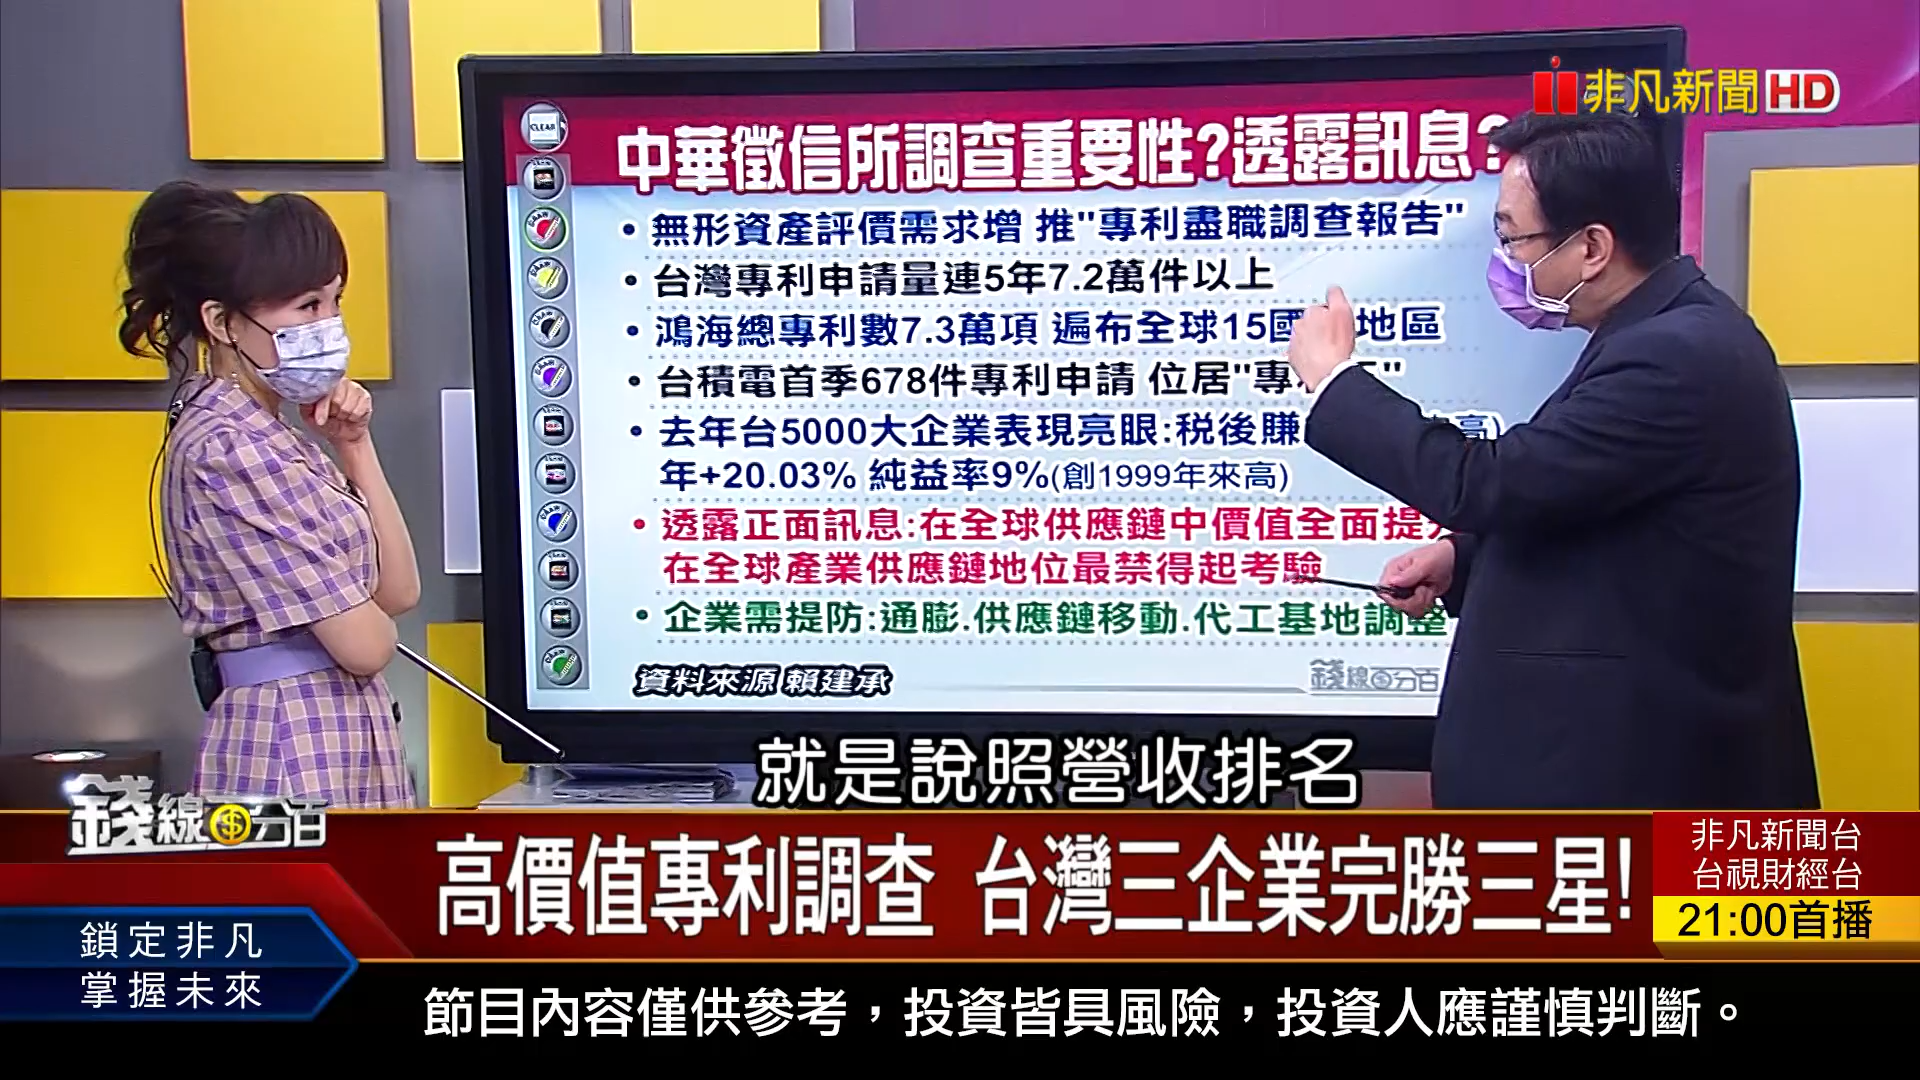 非凡新聞HD
CLEAR
中華徵信所調查重要性?透露訊息?
•無形資產評價需求增 推"專利盡職調查報告"
•台灣專利申請量連5年7.2萬件以上
•鴻海總專利數7.3萬項 遍布全球15國 地區
•台積電首季678件專利申請 位居"專
•去年台5000大企業表現亮眼:稅後賺 高)
年+20.03% 純益率9%(創1999年來高)
•透露正面訊息:在全球供應鏈中價值全面提
在全球產業供應鏈地位最禁得起考驗
•企業需提防:通膨.供應鏈移動.代工基地調整
資料來源 賴建承
錢線百分百
就是說照營收排名
錢線百分百
高價值專利調查 台灣三企業完勝三星!
非凡新聞台
台視財經台
21:00首播
鎖定非凡
掌握未來
節目內容僅供參考，投資皆具風險，投資人應謹慎判斷。